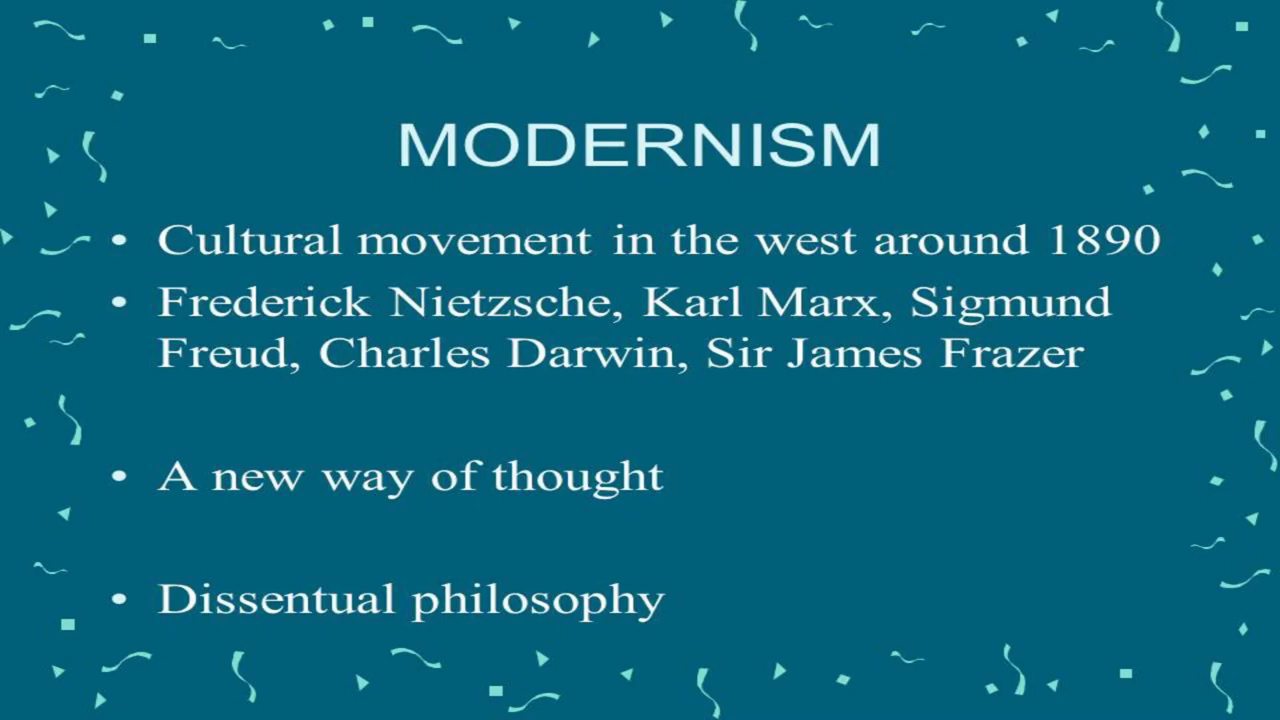 MODERNISM
• Cultural movement in the west around 1890
• Frederick Nietzsche, Karl Marx, Sigmund
Freud, Charles Darwin, Sir James Frazer
• A new way of thought
• Dissentual philosophy